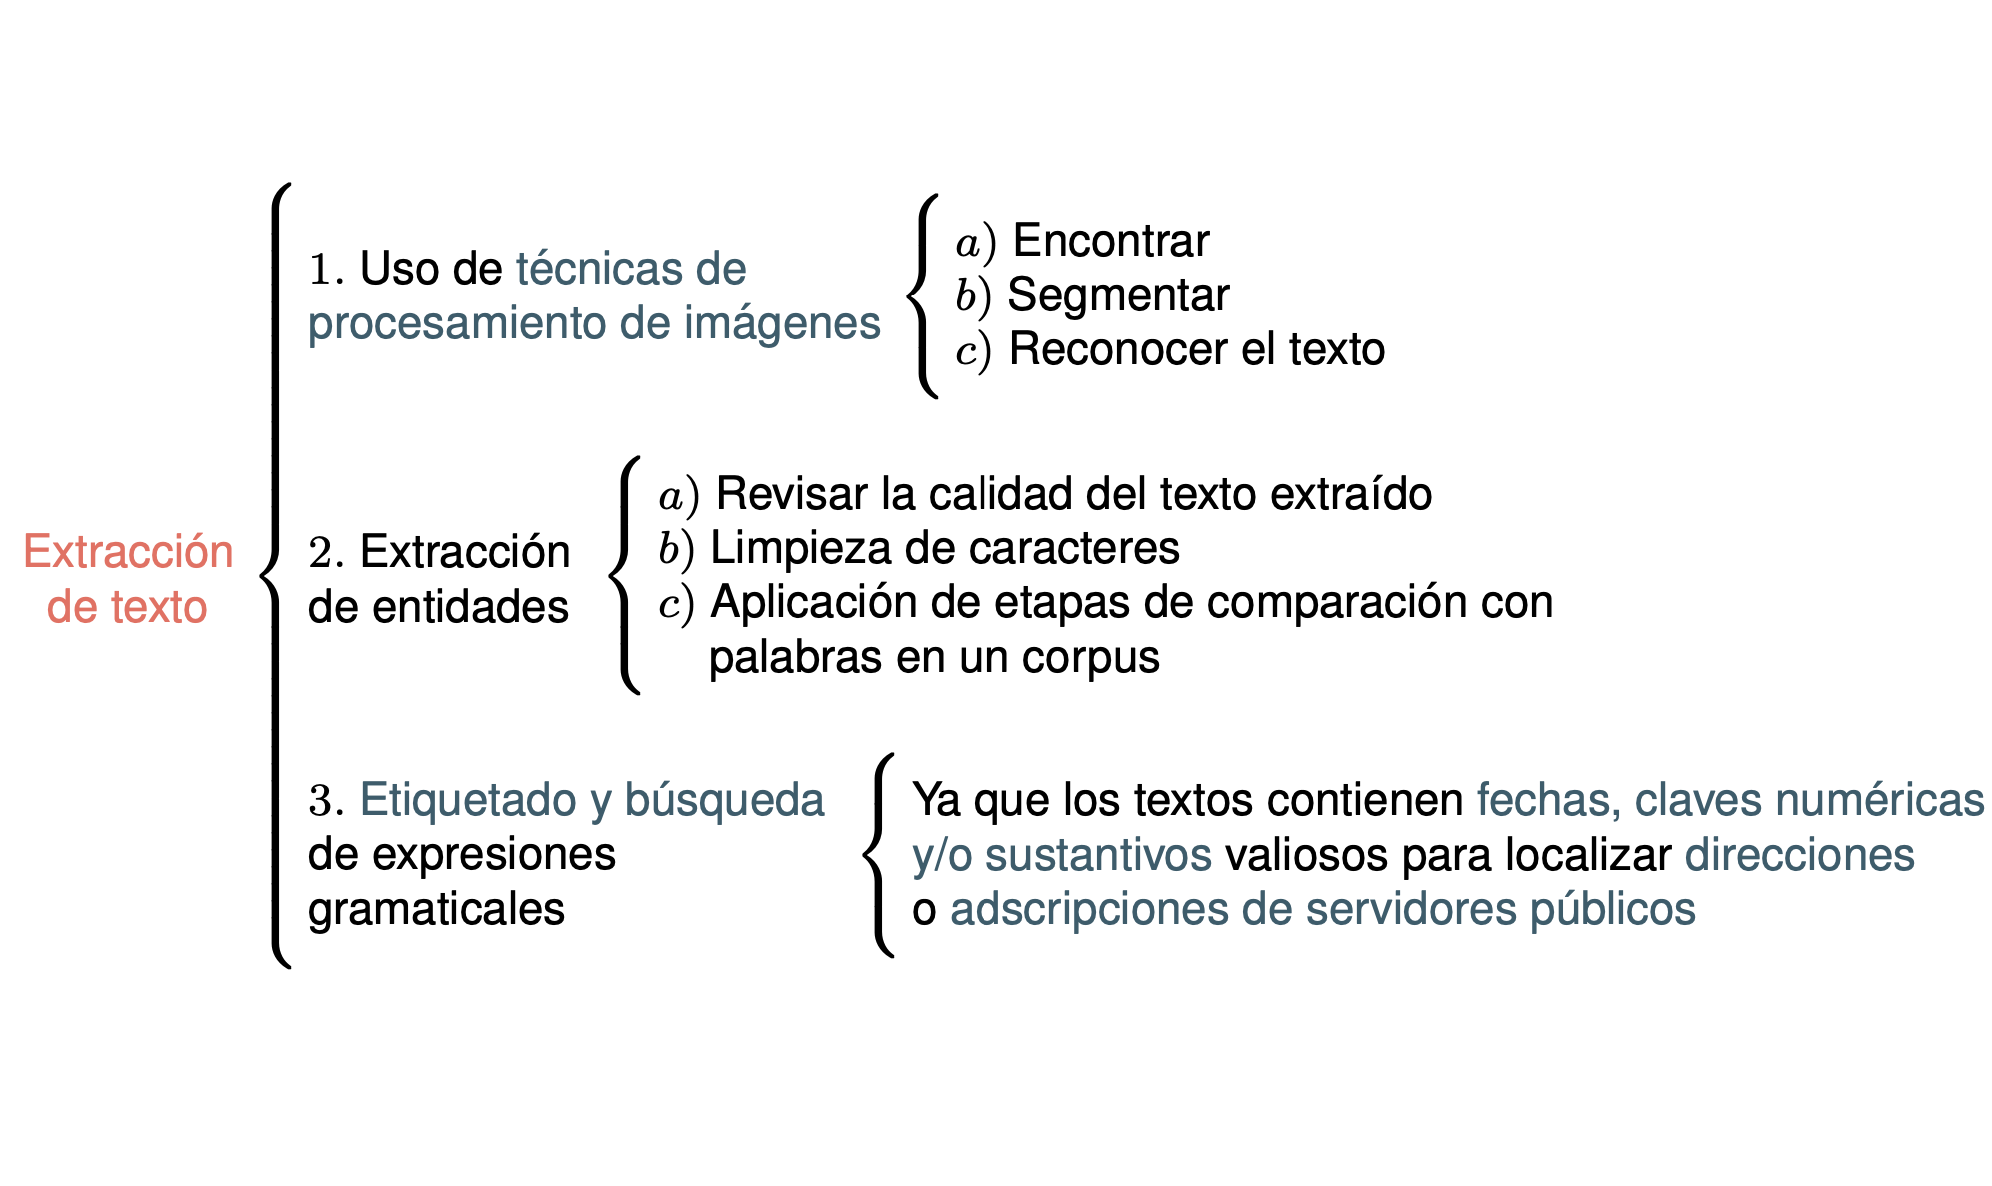 Extracción
de texto
1. Uso de técnicas de
procesamiento de imágenes
a) Encontrar
b) Segmentar
c) Reconocer el texto
2. Extracción
de entidades
a) Revisar la calidad del texto extraído
b) Limpieza de caracteres
c) Aplicación de etapas de comparación con
palabras en un corpus
3. Etiquetado y búsqueda
de expresiones
gramaticales
Ya que los textos contienen fechas, claves numéricas
y/o sustantivos valiosos para localizar direcciones
o adscripciones de servidores públicos